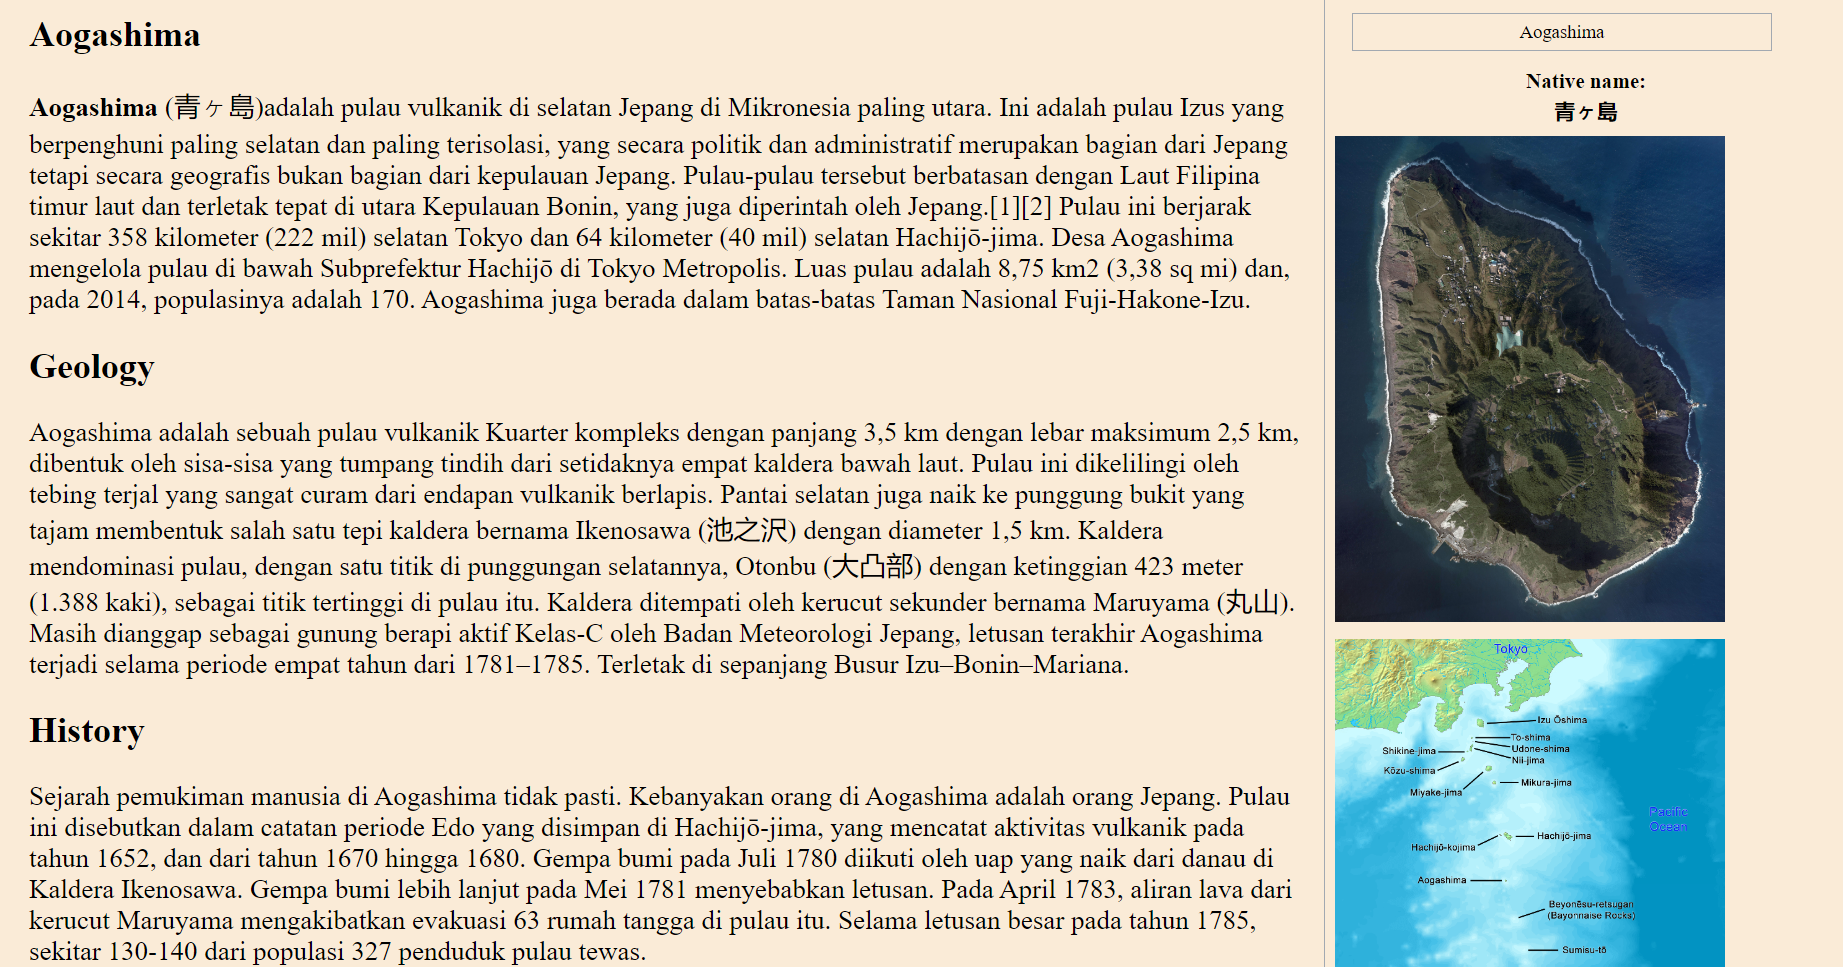 Aogashima
Aogashima (青ヶ島)adalah pulau vulkanik di selatan Jepang di Mikronesia paling utara. Ini adalah pulau Izus yang
berpenghuni paling selatan dan paling terisolasi, yang secara politik dan administratif merupakan bagian dari Jepang
tetapi secara geografis bukan bagian dari kepulauan Jepang. Pulau-pulau tersebut berbatasan dengan Laut Filipina
timur laut dan terletak tepat di utara Kepulauan Bonin, yang juga diperintah oleh Jepang.[1][2] Pulau ini berjarak
sekitar 358 kilometer (222 mil) selatan Tokyo dan 64 kilometer (40 mil) selatan Hachijō-jima. Desa Aogashima
mengelola pulau di bawah Subprefektur Hachijō di Tokyo Metropolis. Luas pulau adalah 8,75 km2 (3,38 sq mi) dan,
pada 2014, populasinya adalah 170. Aogashima juga berada dalam batas-batas Taman Nasional Fuji-Hakone-Izu.
Geology
Aogashima adalah sebuah pulau vulkanik Kuarter kompleks dengan panjang 3,5 km dengan lebar maksimum 2,5 km,
dibentuk oleh sisa-sisa yang tumpang tindih dari setidaknya empat kaldera bawah laut. Pulau ini dikelilingi oleh
tebing terjal yang sangat curam dari endapan vulkanik berlapis. Pantai selatan juga naik ke punggung bukit yang
tajam membentuk salah satu tepi kaldera bernama Ikenosawa (池之沢) dengan diameter 1,5 km. Kaldera
mendominasi pulau, dengan satu titik di punggungan selatannya, Otonbu (大凸部) dengan ketinggian 423 meter
(1.388 kaki), sebagai titik tertinggi di pulau itu. Kaldera ditempati oleh kerucut sekunder bernama Maruyama (丸山).
Masih dianggap sebagai gunung berapi aktif Kelas-C oleh Badan Meteorologi Jepang, letusan terakhir Aogashima
terjadi selama periode empat tahun dari 1781–1785. Terletak di sepanjang Busur Izu–Bonin–Mariana.
History
Sejarah pemukiman manusia di Aogashima tidak pasti. Kebanyakan orang di Aogashima adalah orang Jepang. Pulau
ini disebutkan dalam catatan periode Edo yang disimpan di Hachijō-jima, yang mencatat aktivitas vulkanik pada
tahun 1652, dan dari tahun 1670 hingga 1680. Gempa bumi pada Juli 1780 diikuti oleh uap yang naik dari danau di
Kaldera Ikenosawa. Gempa bumi lebih lanjut pada Mei 1781 menyebabkan letusan. Pada April 1783, aliran lava dari
kerucut Maruyama mengakibatkan evakuasi 63 rumah tangga di pulau itu. Selama letusan besar pada tahun 1785,
sekitar 130-140 dari populasi 327 penduduk pulau tewas.
Aogashima
Native name:
青ヶ島
Tokyo
Izu Ōshima
To-shima
Udone-shima
Shikine-jima
Nii-jima
Kōzu-shima
Mikura-jima
Miyake-jima
Pacific
Ocean
Hachijō-jima
Hachijō-kojima
Aogashima
Beyonēsu-retsugan
(Bayonnaise Rocks)
Sumisu-tō